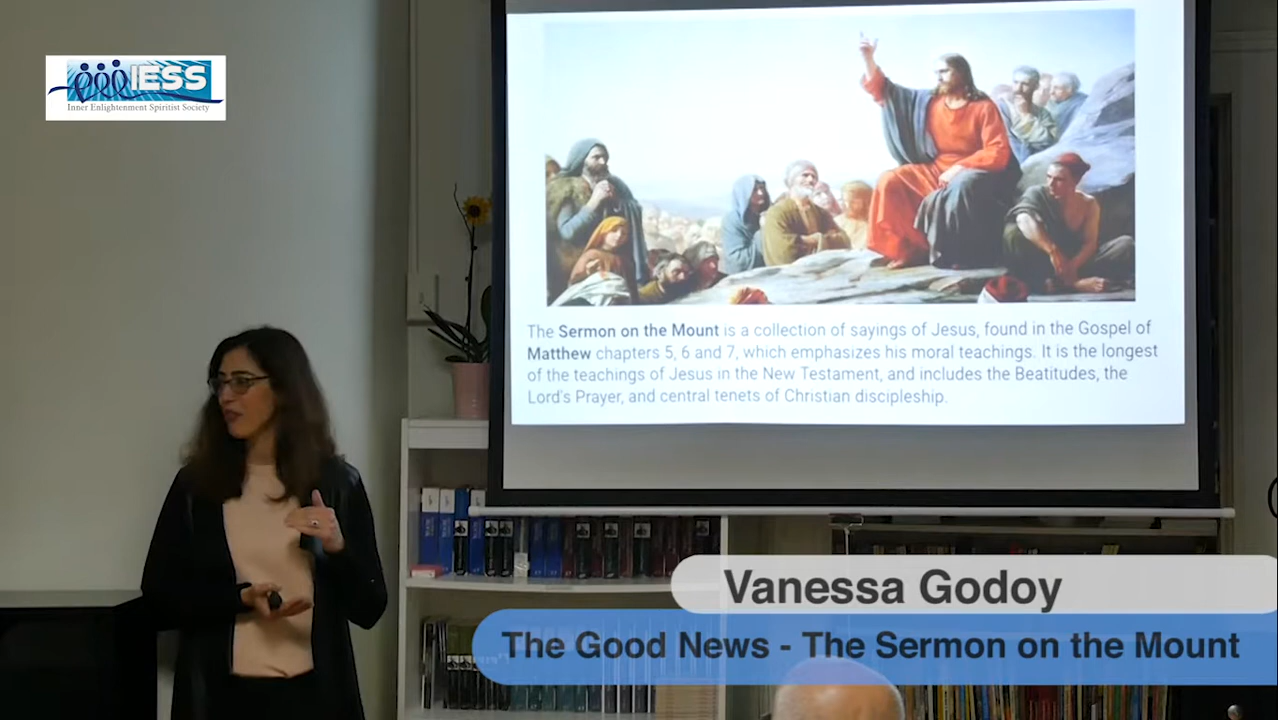 IESS
Inner Enlightenment Spiritist Society
The Sermon on the Mount is a collection of sayings of Jesus, found in the Gospel of
Matthew chapters 5, 6 and 7, which emphasizes his moral teachings. It is the longest
of the teachings of Jesus in the New Testament, and includes the Beatitudes, the
Lord's Prayer, and central tenets of Christian discipleship.
Vanessa Godoy
The Good News - The Sermon on the Mount